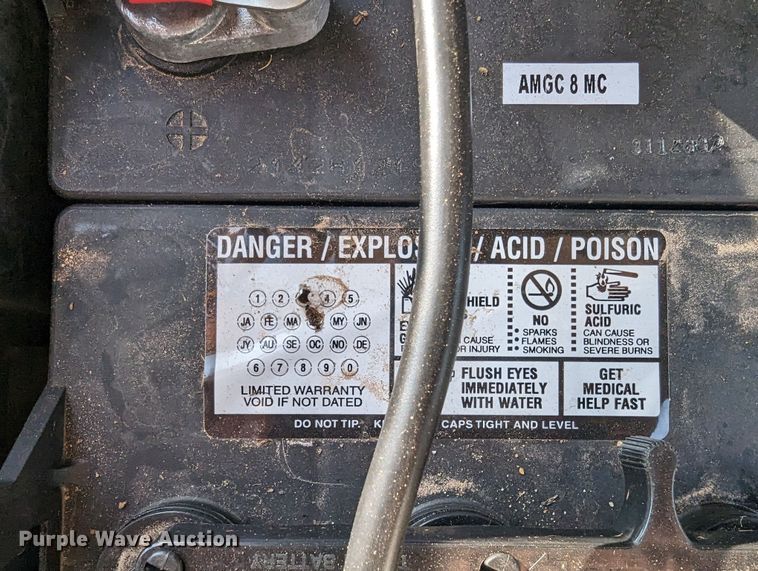 AMGC 8 MC
DANGER / EXPLOS / ACID / POISON
1 2 4 5
JA FE MA MY JN
JY AU SE OC NO DE
6 7 8 9 0
LIMITED WARRANTY
VOID IF NOT DATED
HIELD
CAUSE
OR INJURY
NO
• SPARKS
• FLAMES
SMOKING
SULFURIC
ACID
CAN CAUSE
BLINDNESS OR
SEVERE BURNS
FLUSH EYES
IMMEDIATELY
WITH WATER
GET
MEDICAL
HELP FAST
DO NOT TIP. K CAPS TIGHT AND LEVEL
BATTERY
Purple Wave Auction